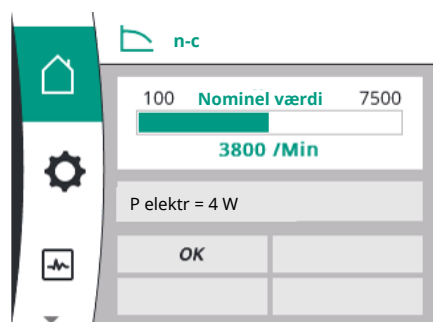 n-c
100 Nominel værdi 7500
3800 /Min
P elektr = 4 W
OK